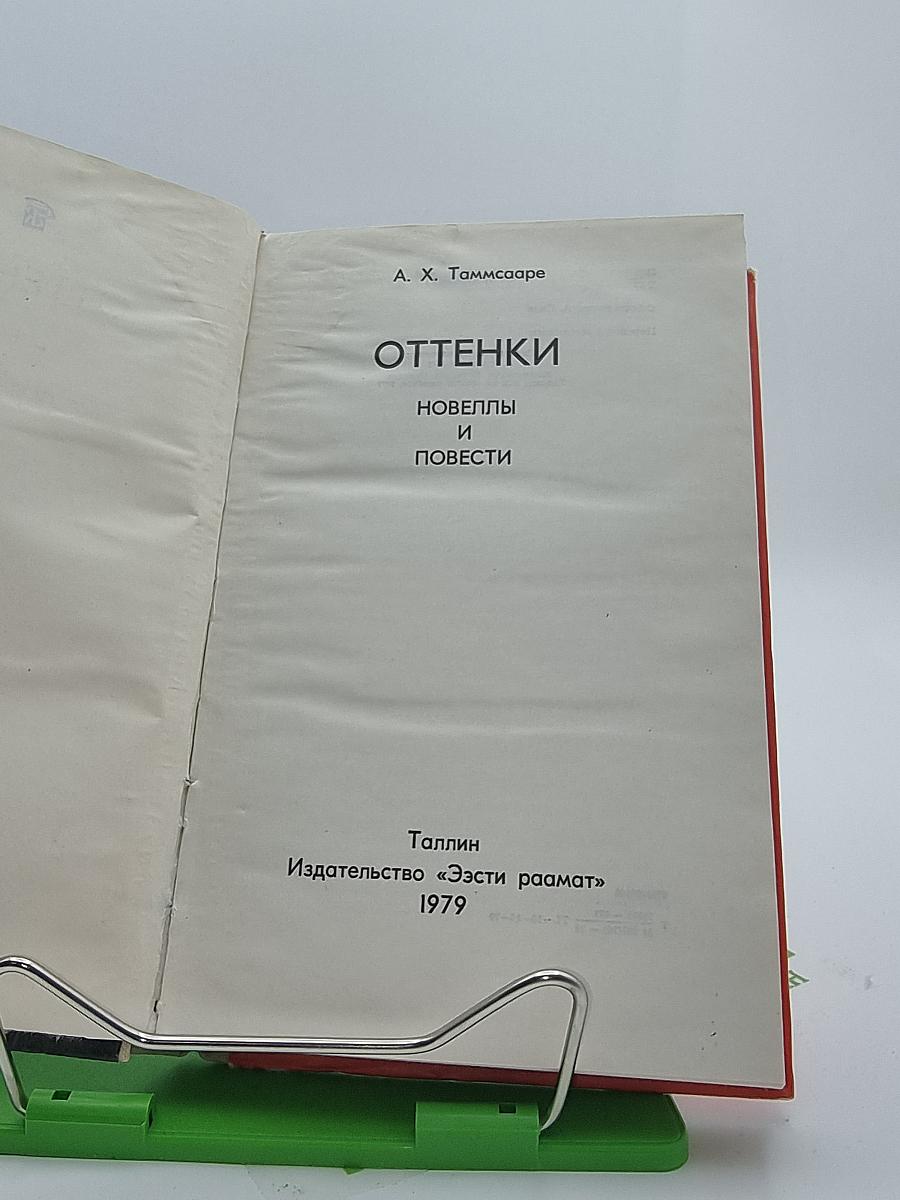 А. Х. Таммсааре
ОТТЕНКИ
НОВЕЛЛЫ
И
ПОВЕСТИ
Таллин
Издательство «Ээсти раамат»
1979